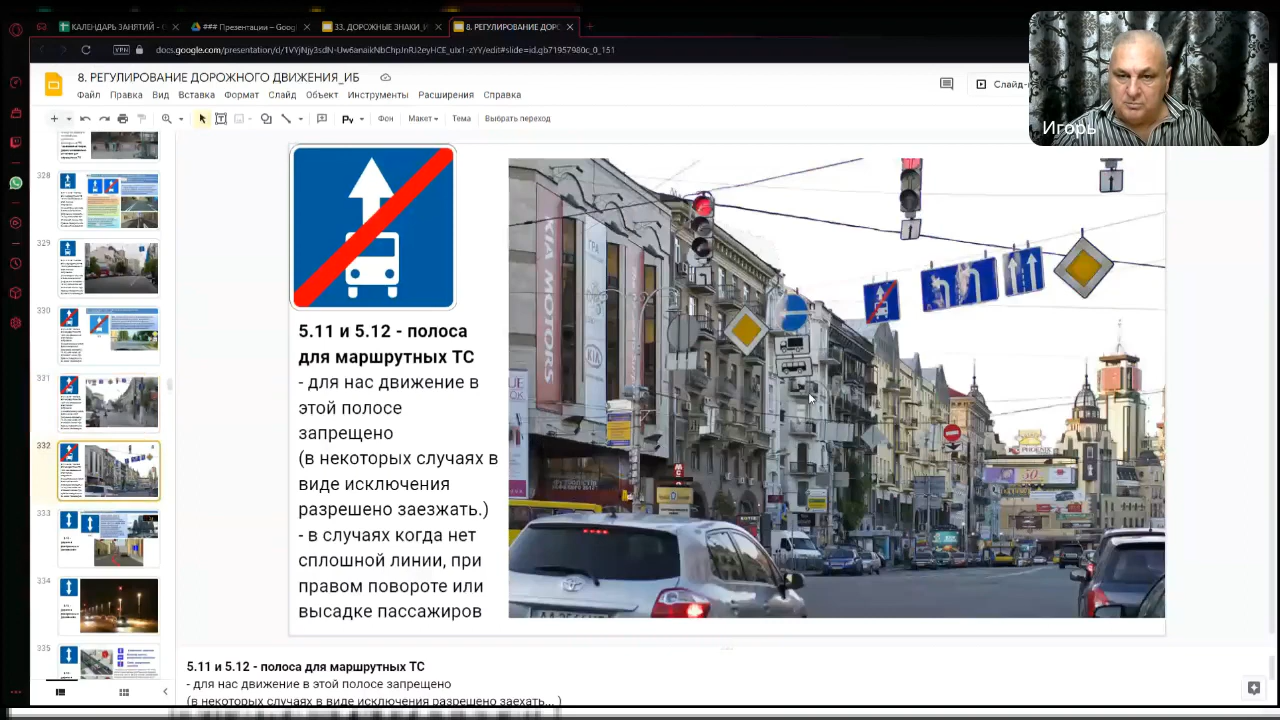 КАЛЕНДАРЬ ЗАНЯТИЙ -
### Презентации – Goog
33. ДОРОЖНЫЕ ЗНАКИ_И
8. РЕГУЛИРОВАНИЕ ДОРО
VPN
docs.google.com/presentation/d/1VYjNjy3sdN-Uw6anaikNbChpJnRJ2eyHCE_uIx1-zYY/edit#slide=id.gb71957980c_0_151
8. РЕГУЛИРОВАНИЕ ДОРОЖНОГО ДВИЖЕНИЯ_ИБ
Файл Правка Вид Вставка Формат Слайд Объект Инструменты Расширения Справка
Слайд-
Фон Макет Тема Выбрать переход
Игорь
328
329
330
331
332
333
334
335
5.11 и 5.12 - полоса
для маршрутных ТС
- для нас движение в
этой полосе
запрещено
(в некоторых случаях в
виде исключения
разрешено заезжать.)
- в случаях когда нет
сплошной линии, при
правом повороте или
высадке пассажиров
PHOENIX
5.11 и 5.12 - полоса для маршрутных ТС
- для нас движение в этой полосе запрещено
(в некоторых случаях в виде исключения разрешено заехать... )